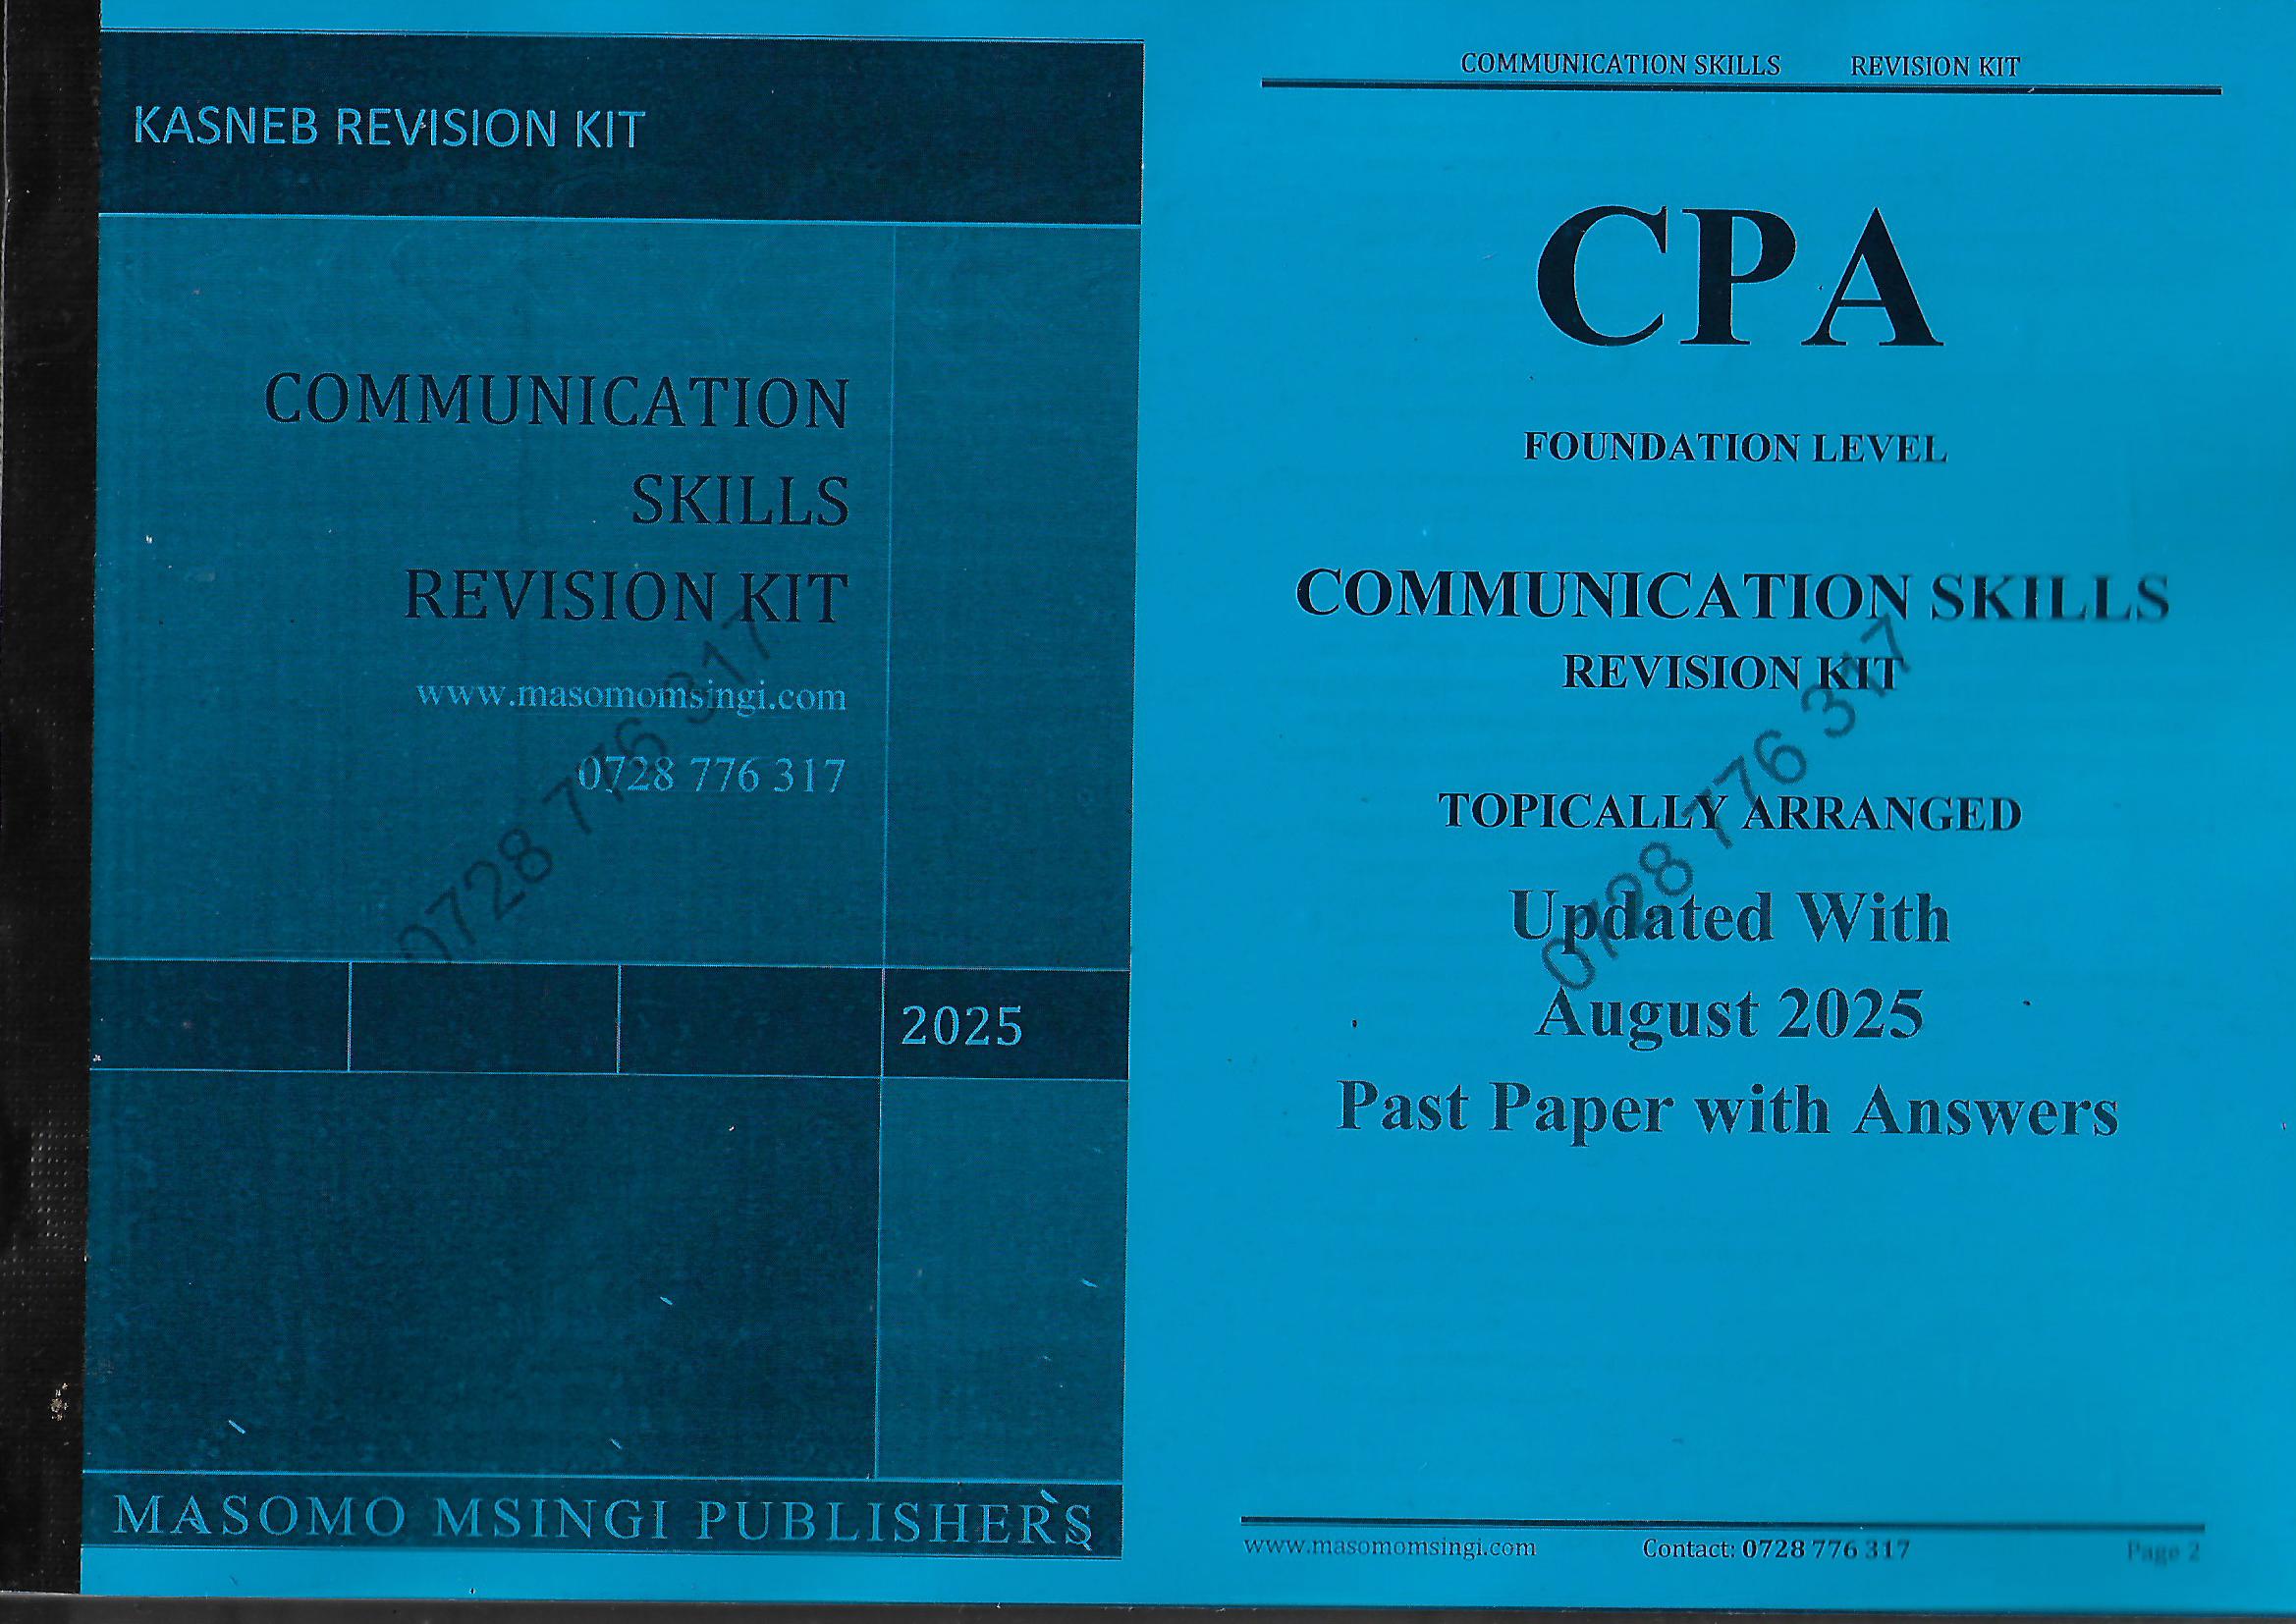 KASNEB REVISION KIT
COMMUNICATION
SKILLS
REVISION KIT
www.masomomsingi.com
0728 776 317
0728 776 317
2025
MASOMO MSINGI PUBLISHERS
COMMUNICATION SKILLS REVISION KIT
CPA
FOUNDATION LEVEL
COMMUNICATION SKILLS
REVISION KIT
0728 776 317
TOPICALLY ARRANGED
Updated With
August 2025
Past Paper with Answers
www.masomomsingi.com Contact: 0728 776 317 Page 2